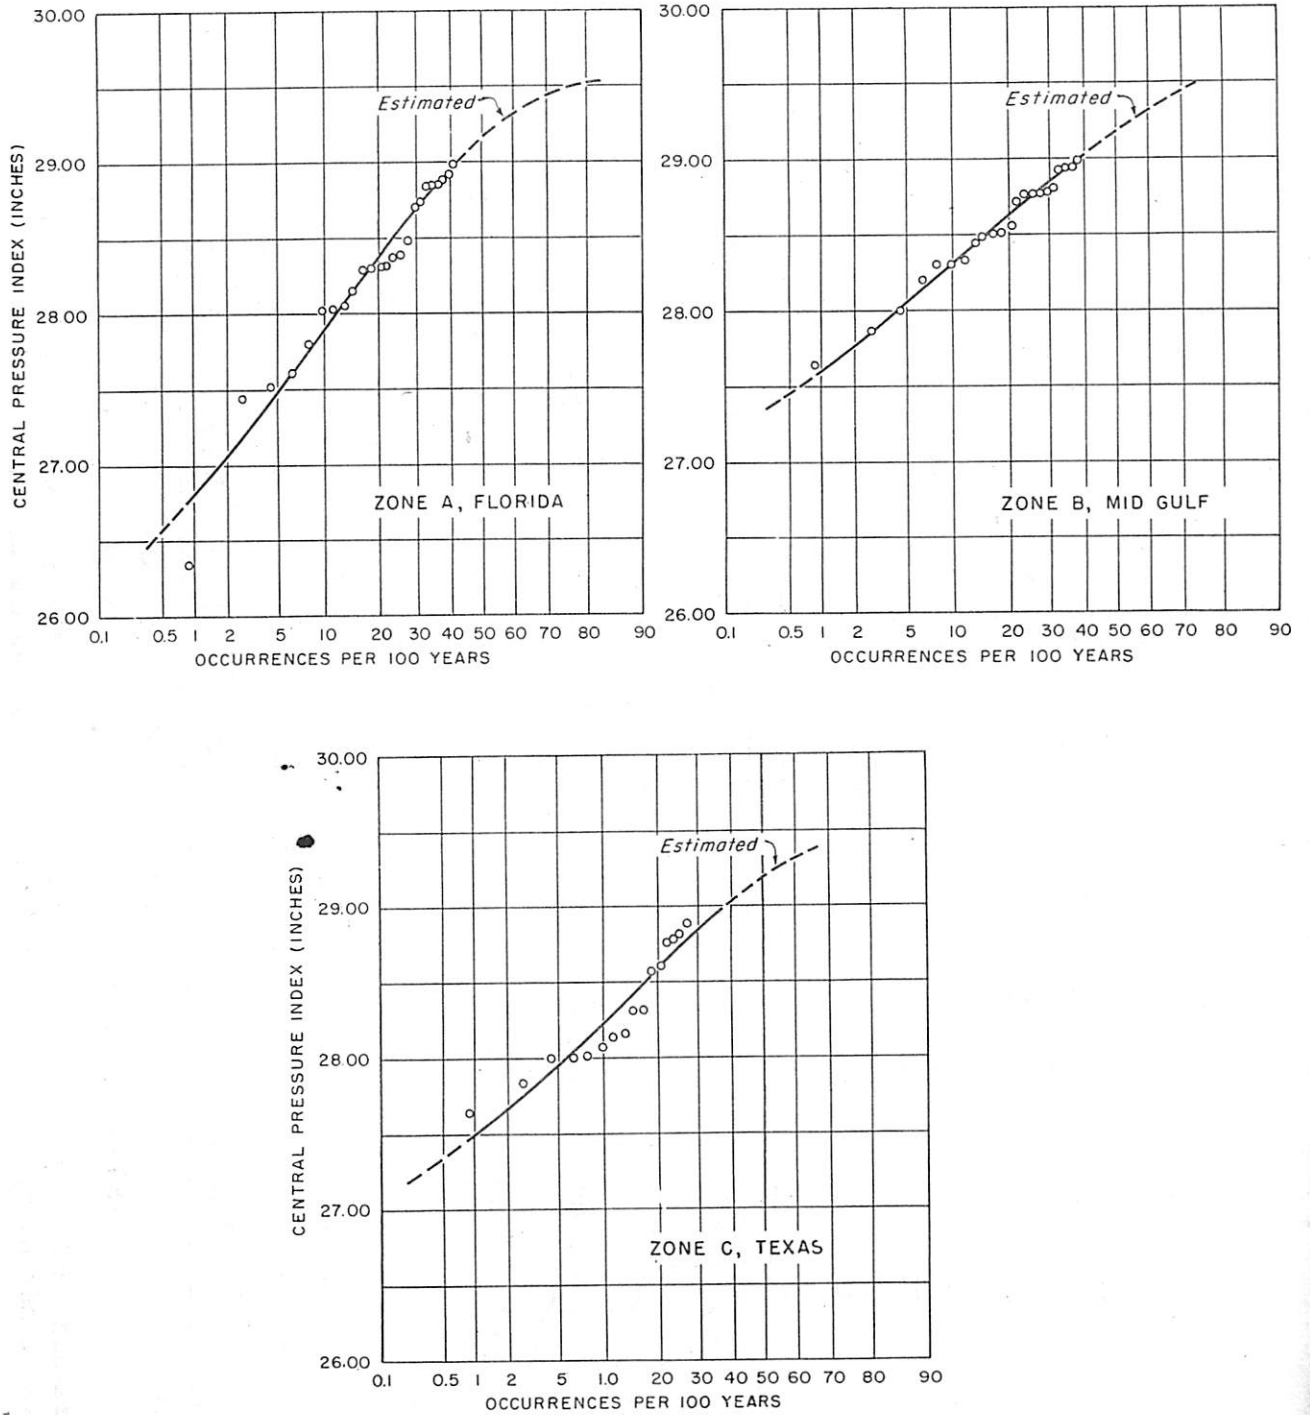 30.00
29.00
28.00
27.00
26.00
CENTRAL PRESSURE INDEX (INCHES)
Estimated
ZONE A, FLORIDA
0.1 0.5 1 2 5 10 20 30 40 50 60 70 80 90
OCCURRENCES PER 100 YEARS
30.00
29.00
28.00
27.00
26.00
Estimated
ZONE B, MID GULF
0.1 0.5 1 2 5 10 20 30 40 50 60 70 80 90
OCCURRENCES PER 100 YEARS
30.00
29.00
28.00
27.00
26.00
CENTRAL PRESSURE INDEX (INCHES)
Estimated
ZONE C, TEXAS
0.1 0.5 1 2 5 1.0 20 30 40 50 60 70 80 90
OCCURRENCES PER 100 YEARS